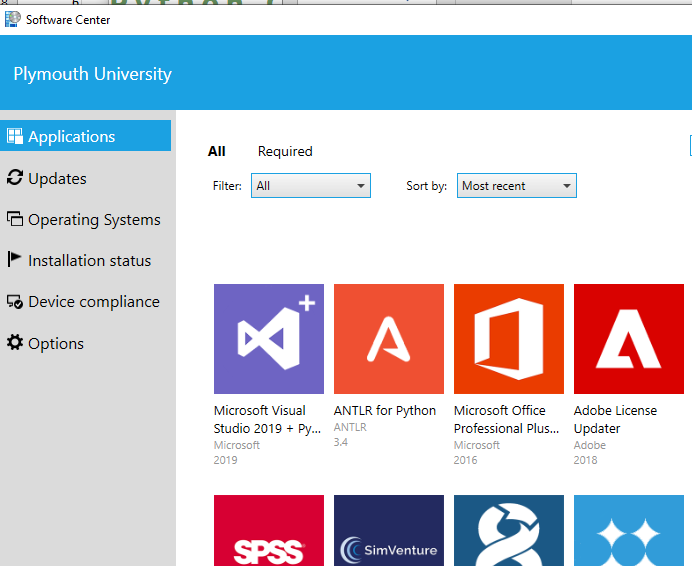 Software Center
Plymouth University
Applications
Updates
Operating Systems
Installation status
Device compliance
Options
All
Required
Filter:
All
Sort by:
Most recent
Microsoft Visual
Studio 2019 + Py...
Microsoft
2019
ANTLR for Python
ANTLR
3.4
Microsoft Office
Professional Plus...
Microsoft
2016
Adobe License
Updater
Adobe
2018
SPSS
SimVenture